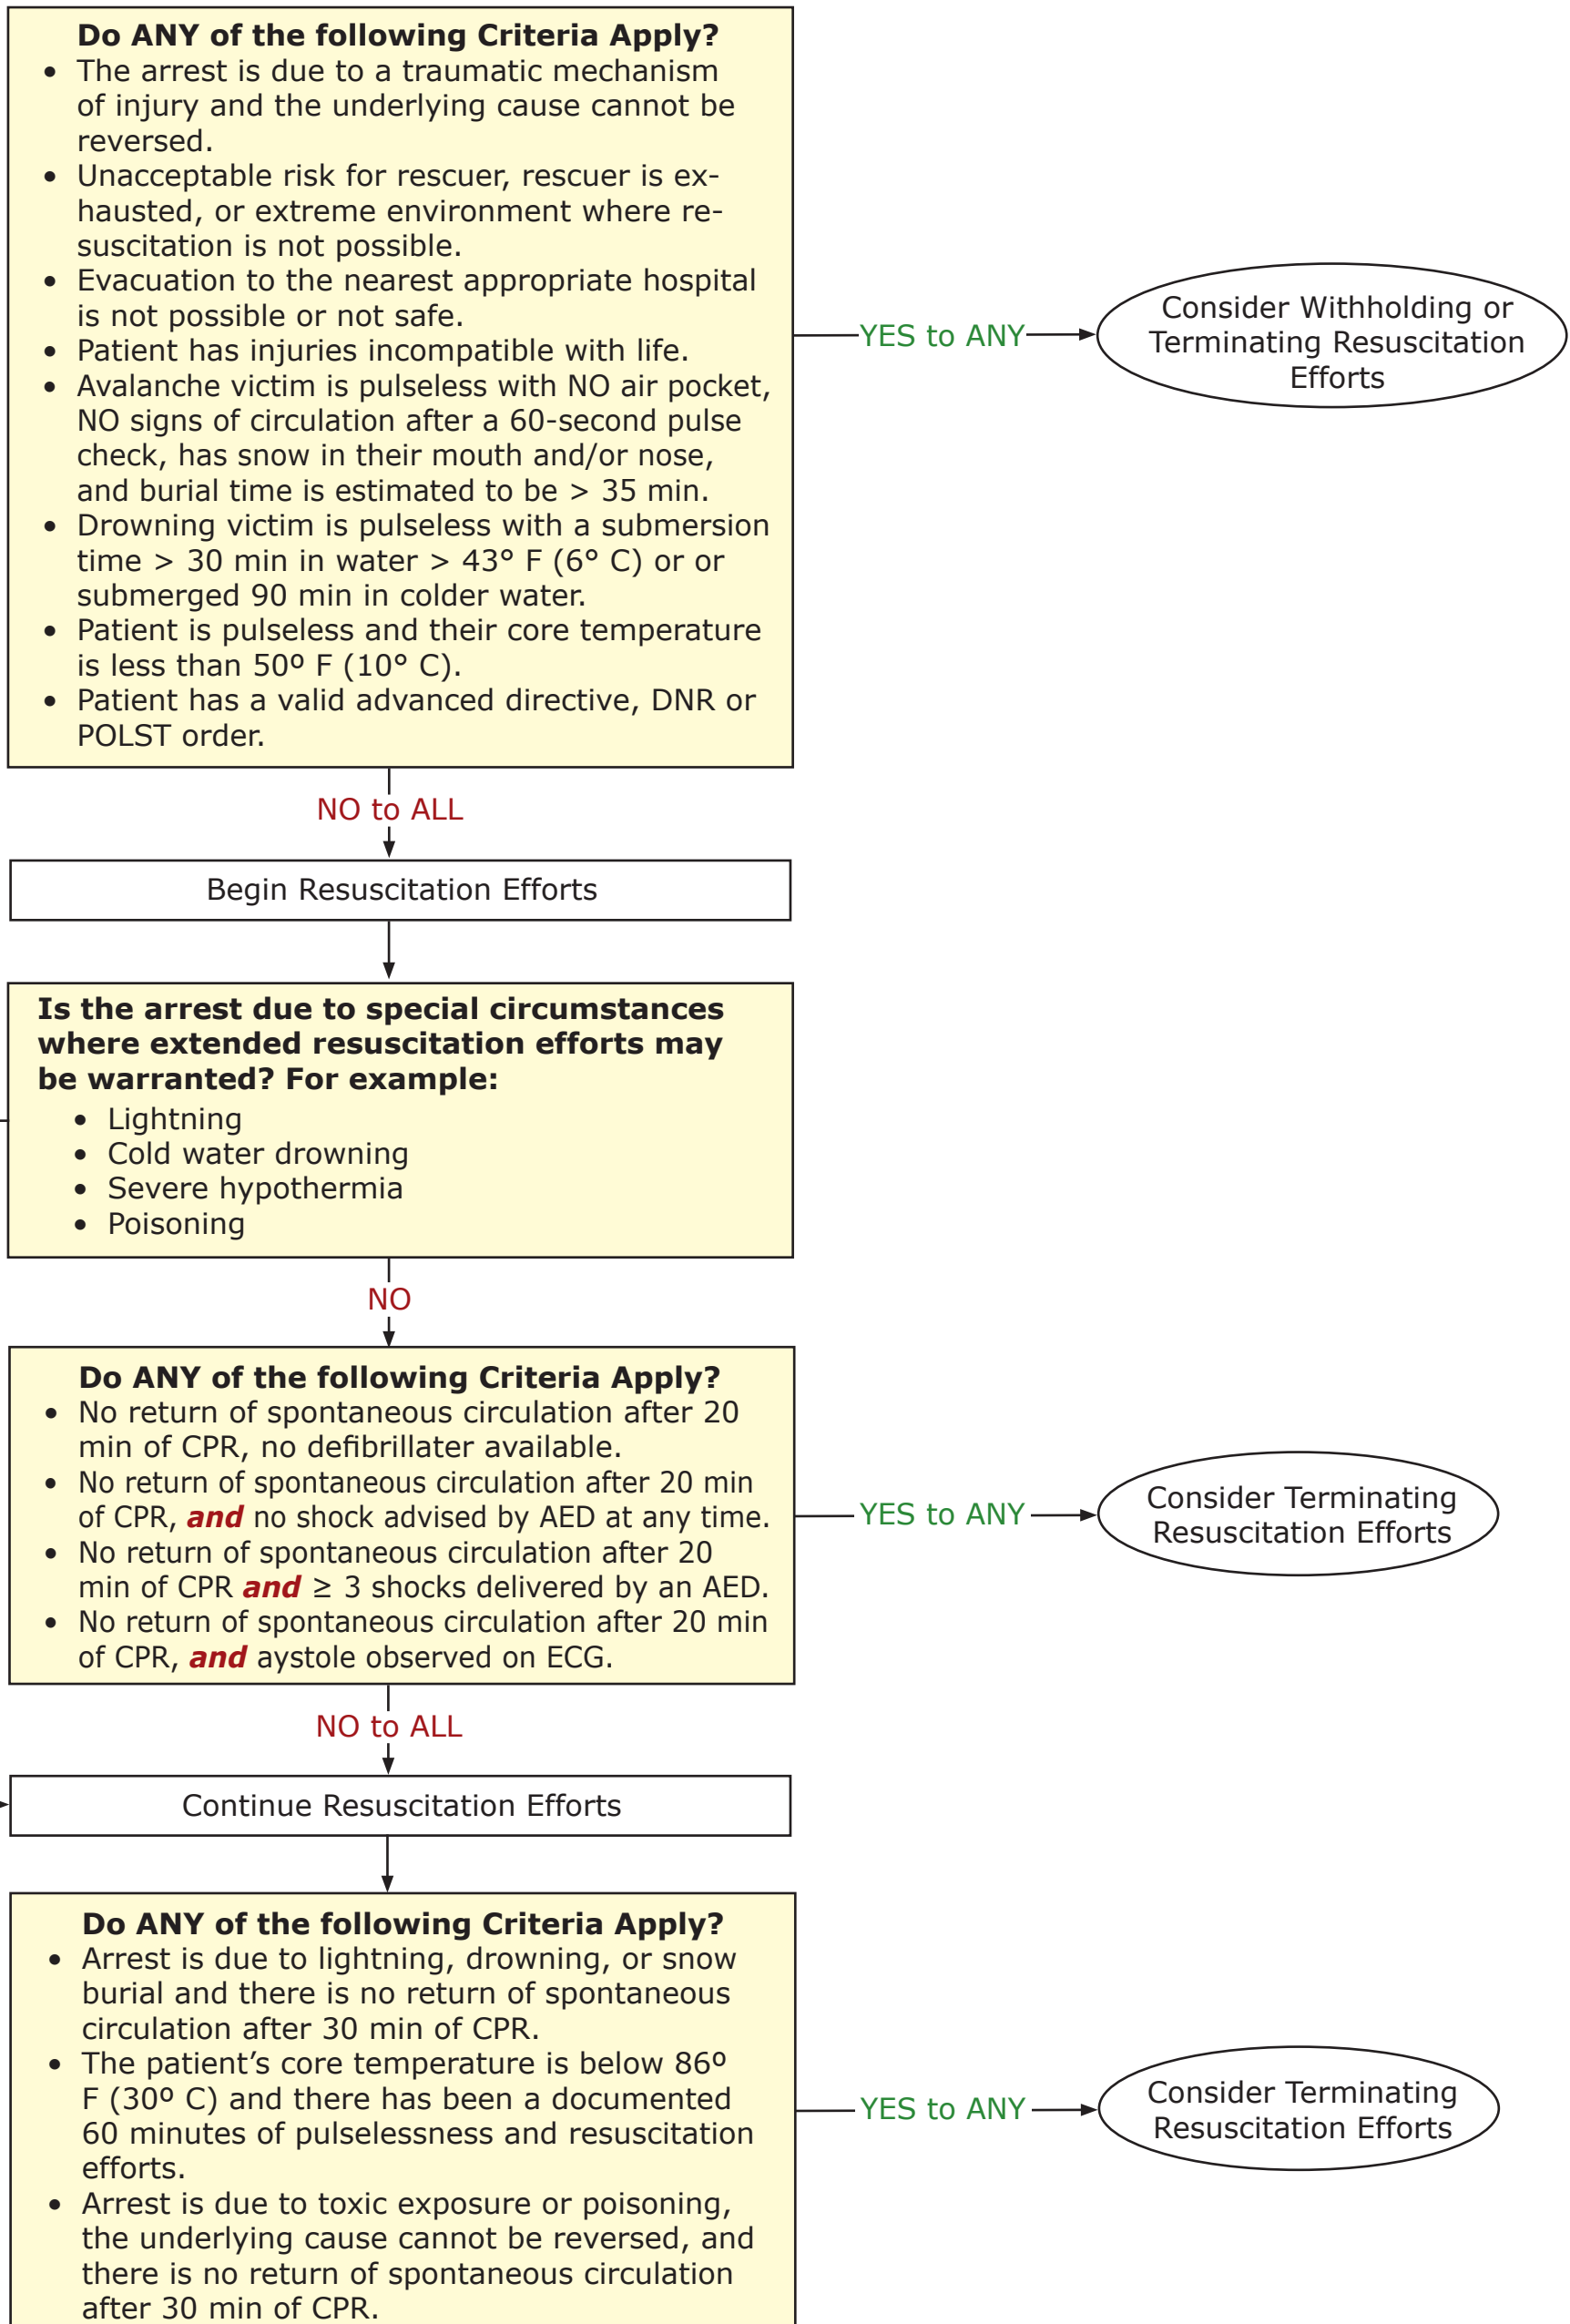 Do ANY of the following Criteria Apply?
• The arrest is due to a traumatic mechanism
of injury and the underlying cause cannot be
reversed.
• Unacceptable risk for rescuer, rescuer is ex-
hausted, or extreme environment where re-
suscitation is not possible.
• Evacuation to the nearest appropriate hospital
is not possible or not safe.
• Patient has injuries incompatible with life.
• Avalanche victim is pulseless with NO air pocket,
NO signs of circulation after a 60-second pulse
check, has snow in their mouth and/or nose,
and burial time is estimated to be > 35 min.
• Drowning victim is pulseless with a submersion
time > 30 min in water > 43° F (6° C) or or
submerged 90 min in colder water.
• Patient is pulseless and their core temperature
is less than 50º F (10° C).
• Patient has a valid advanced directive, DNR or
POLST order.
YES to ANY
Consider Withholding or
Terminating Resuscitation
Efforts
NO to ALL
Begin Resuscitation Efforts
Is the arrest due to special circumstances
where extended resuscitation efforts may
be warranted? For example:
• Lightning
• Cold water drowning
• Severe hypothermia
• Poisoning
NO
Do ANY of the following Criteria Apply?
• No return of spontaneous circulation after 20
min of CPR, no defibrillater available.
• No return of spontaneous circulation after 20 min
of CPR, and no shock advised by AED at any time.
• No return of spontaneous circulation after 20
min of CPR and ≥ 3 shocks delivered by an AED.
• No return of spontaneous circulation after 20 min
of CPR, and aystole observed on ECG.
YES to ANY
Consider Terminating
Resuscitation Efforts
NO to ALL
Continue Resuscitation Efforts
Do ANY of the following Criteria Apply?
• Arrest is due to lightning, drowning, or snow
burial and there is no return of spontaneous
circulation after 30 min of CPR.
• The patient’s core temperature is below 86º
F (30º C) and there has been a documented
60 minutes of pulselessness and resuscitation
efforts.
• Arrest is due to toxic exposure or poisoning,
the underlying cause cannot be reversed, and
there is no return of spontaneous circulation
after 30 min of CPR.
YES to ANY
Consider Terminating
Resuscitation Efforts